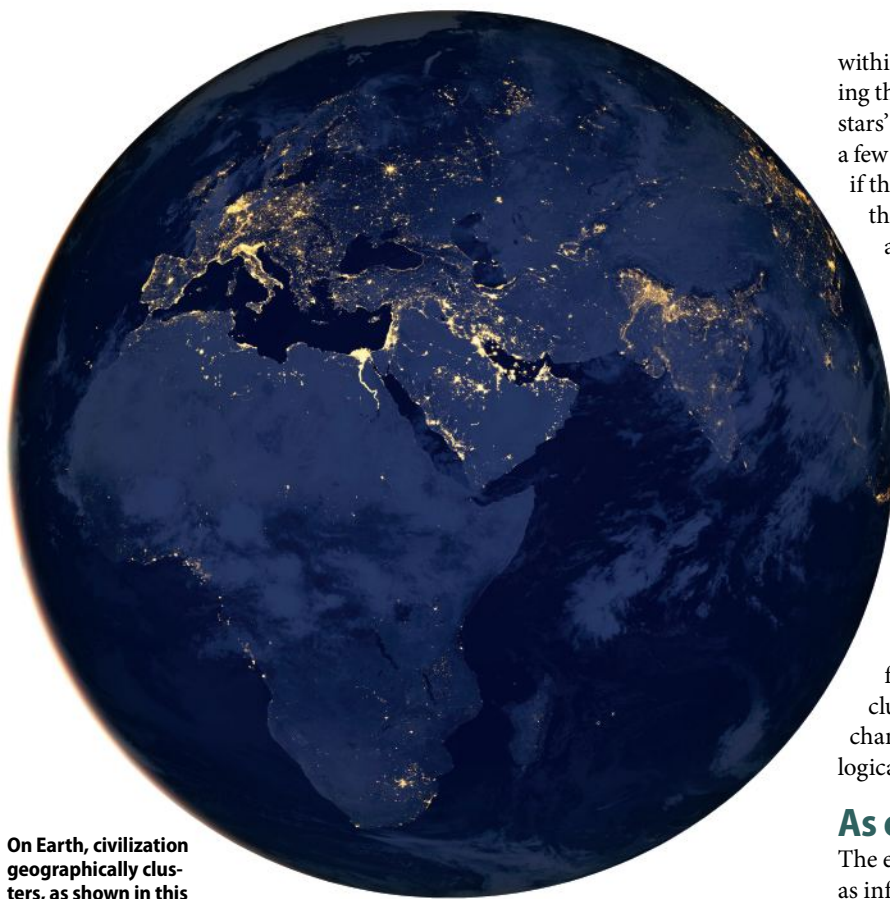 On Earth, civilization
geographically clus-
ters, as shown in this
withi
ing th
stars'
a few
if th
th
a
f
clu
char
logica
As
The e
as inf